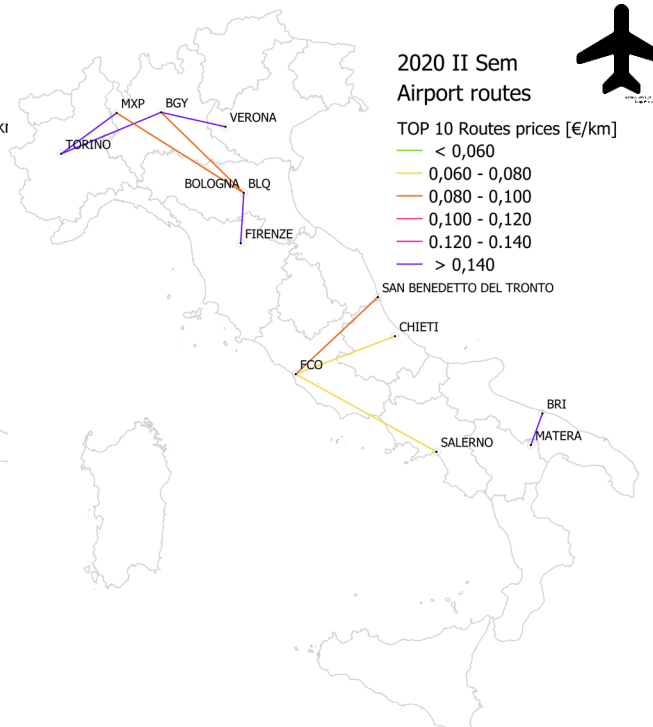 2020 II Sem
Airport routes
TOP 10 Routes prices [€/km]
< 0,060
0,060 - 0,080
0,080 - 0,100
0,100 - 0,120
0.120 - 0.140
> 0,140
MXP
BGY
VERONA
TORINO
BOLOGNA BLQ
FIRENZE
SAN BENEDETTO DEL TRONTO
CHIETI
FCO
BRI
MATERA
SALERNO